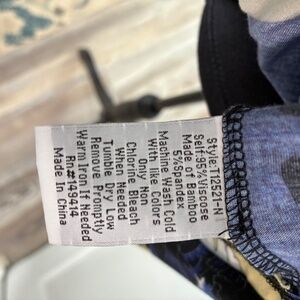 Style:T12521-N
Self:95%Viscose
Made of Bamboo
5%Spandex
Machine Wash Cold
With Like Colors
Only Non
Chlorine Bleach
When Needed
Tumble Dry Low
Remove Promptly
Warm Iron If Needed
Rn#:149414
Made In China